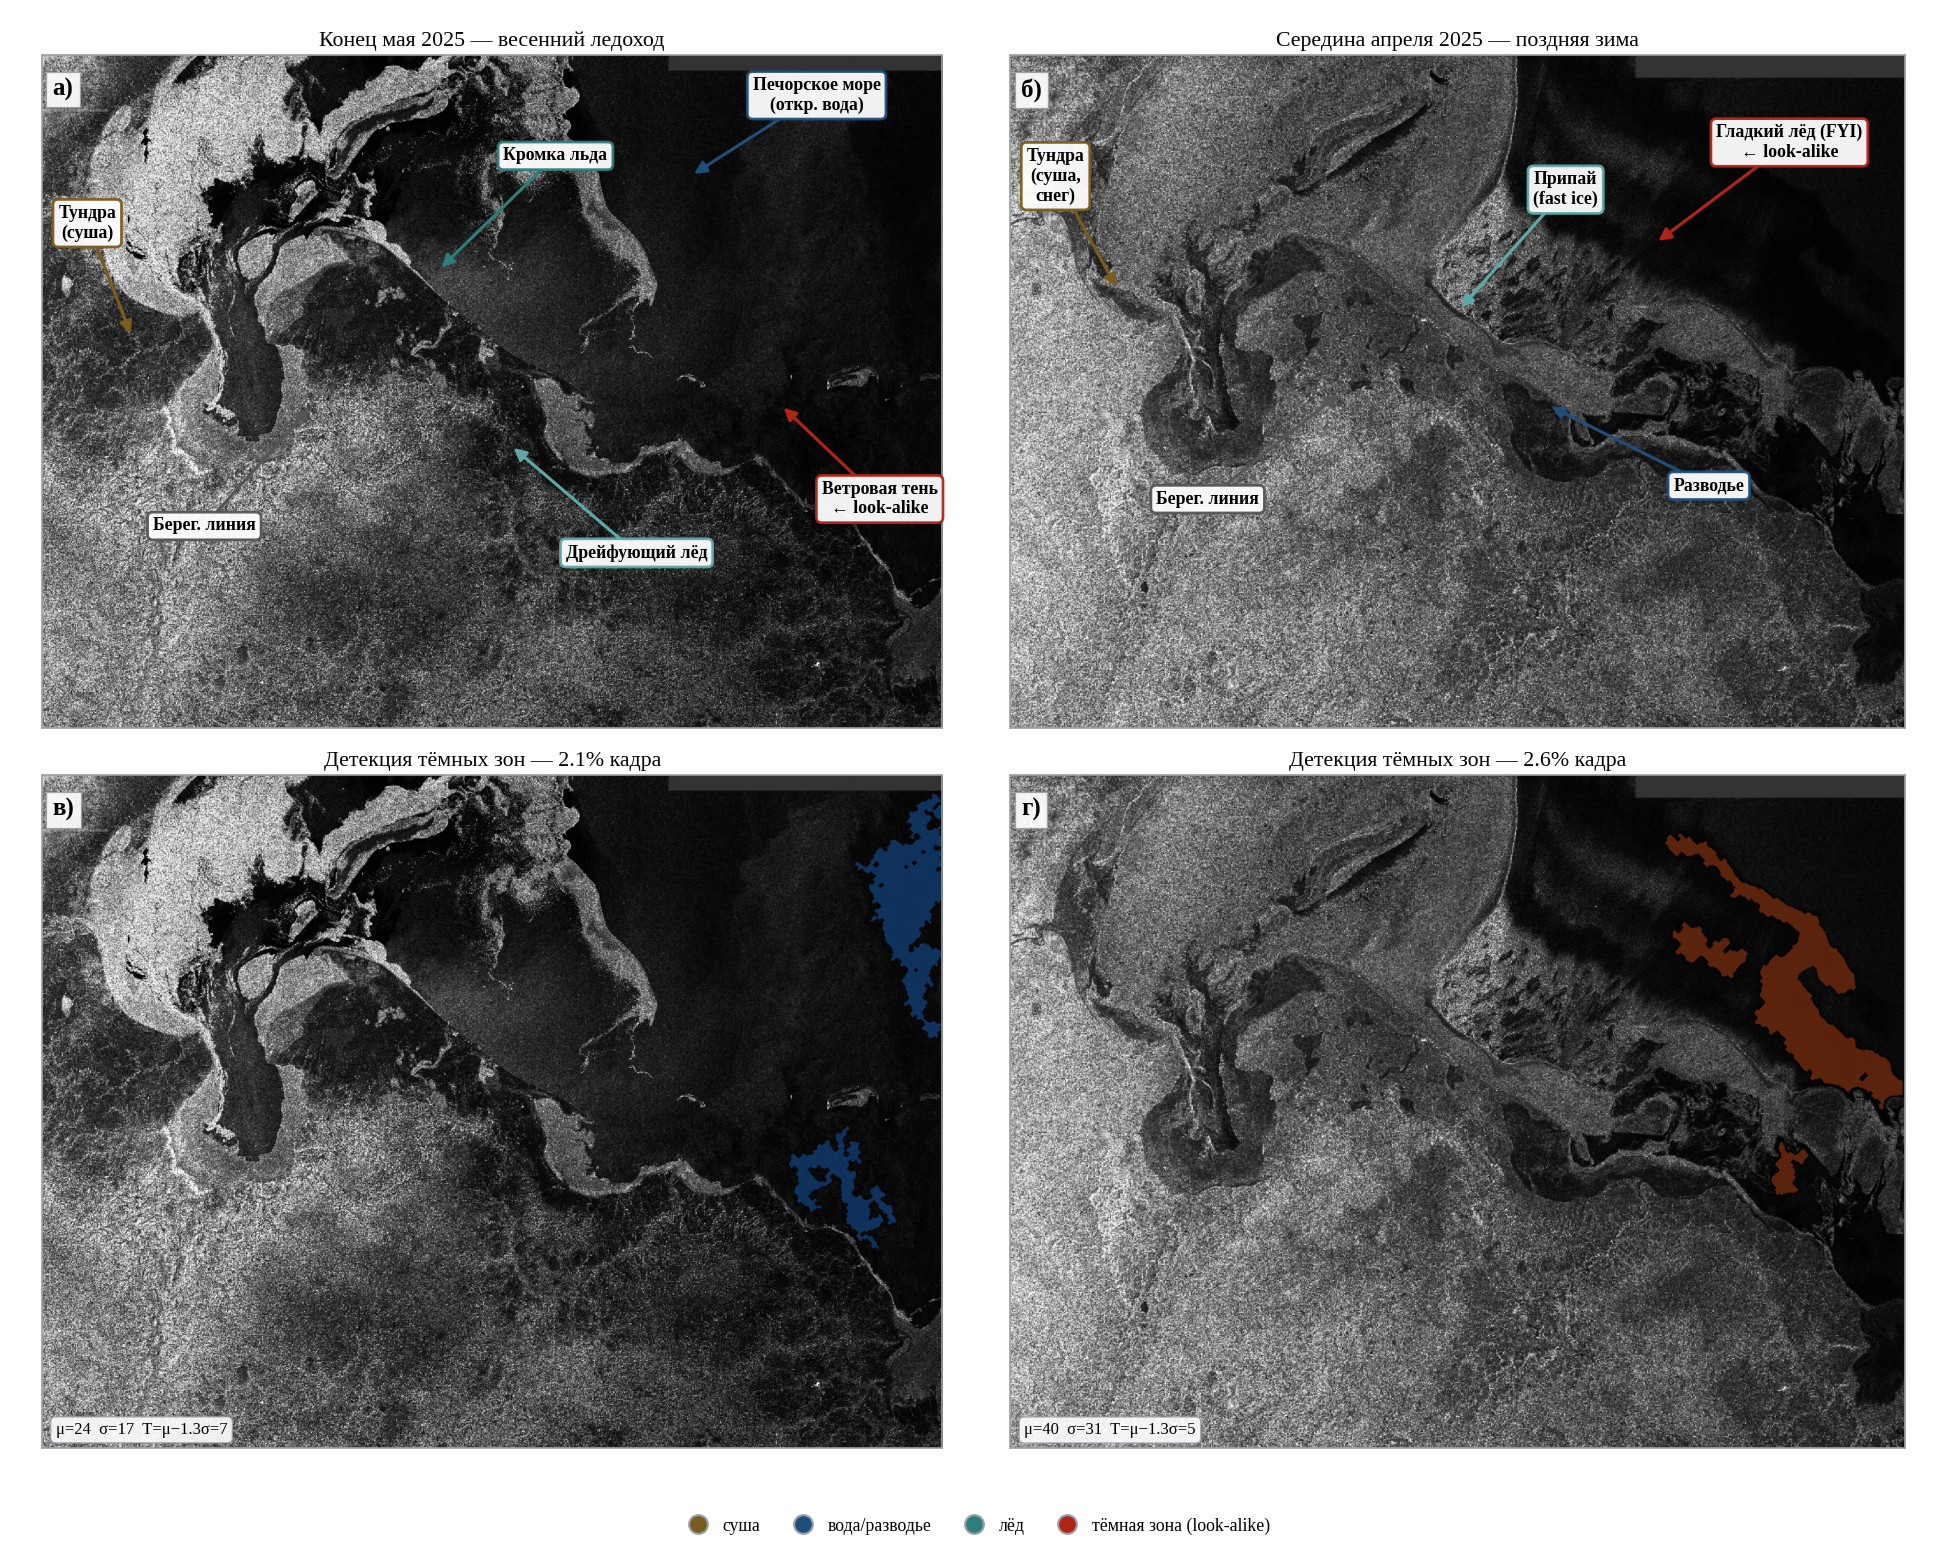 Конец мая 2025 — весенний ледоход
а)
Печорское море
(откр. вода)
Кромка льда
Тундра
(суша)
Ветровая тень
← look-alike
Берег. линия
Дрейфующий лёд
Середина апреля 2025 — поздняя зима
б)
Гладкий лёд (FYI)
← look-alike
Тундра
(суша,
снег)
Припай
(fast ice)
Разводье
Берег. линия
Детекция тёмных зон — 2.1% кадра
в)
μ=24 σ=17 T=μ−1.3σ=7
Детекция тёмных зон — 2.6% кадра
г)
μ=40 σ=31 T=μ−1.3σ=5
суша
вода/разводье
лёд
тёмная зона (look-alike)